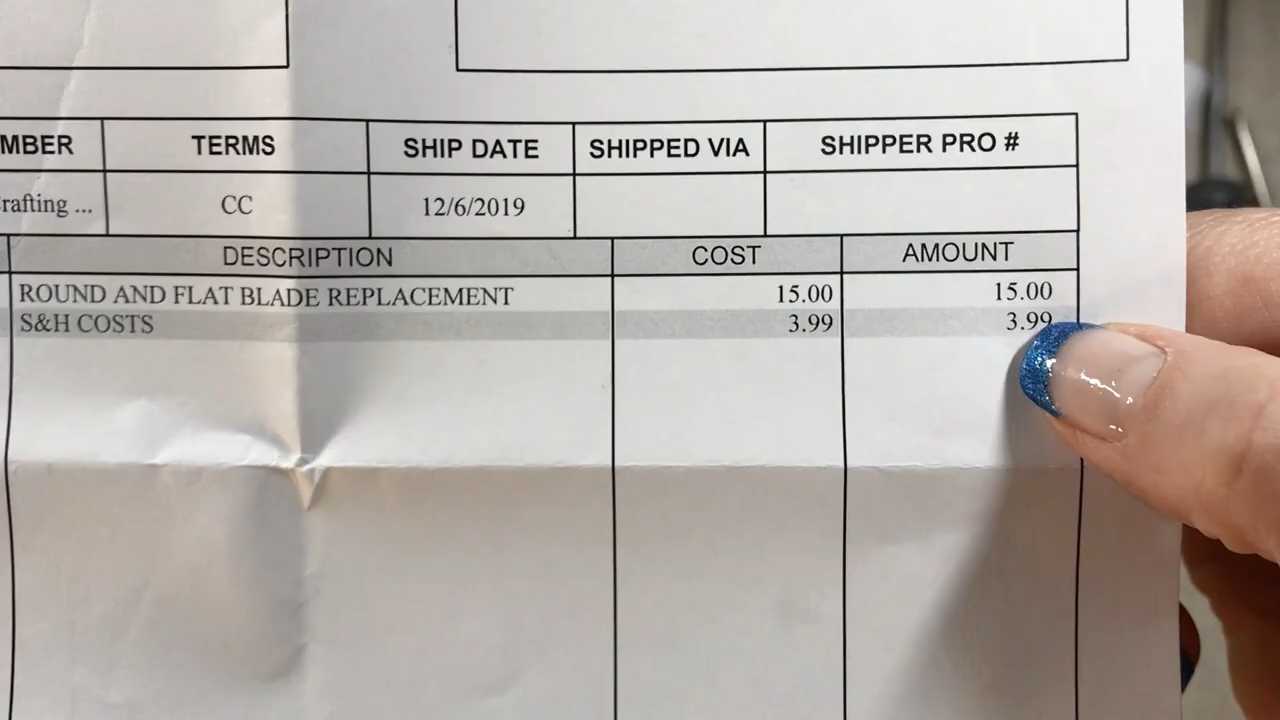 MBER TERMS SHIP DATE SHIPPED VIA SHIPPER PRO #
rafting ... CC 12/6/2019
DESCRIPTION COST AMOUNT
ROUND AND FLAT BLADE REPLACEMENT 15.00 15.00
S&H COSTS 3.99 3.99